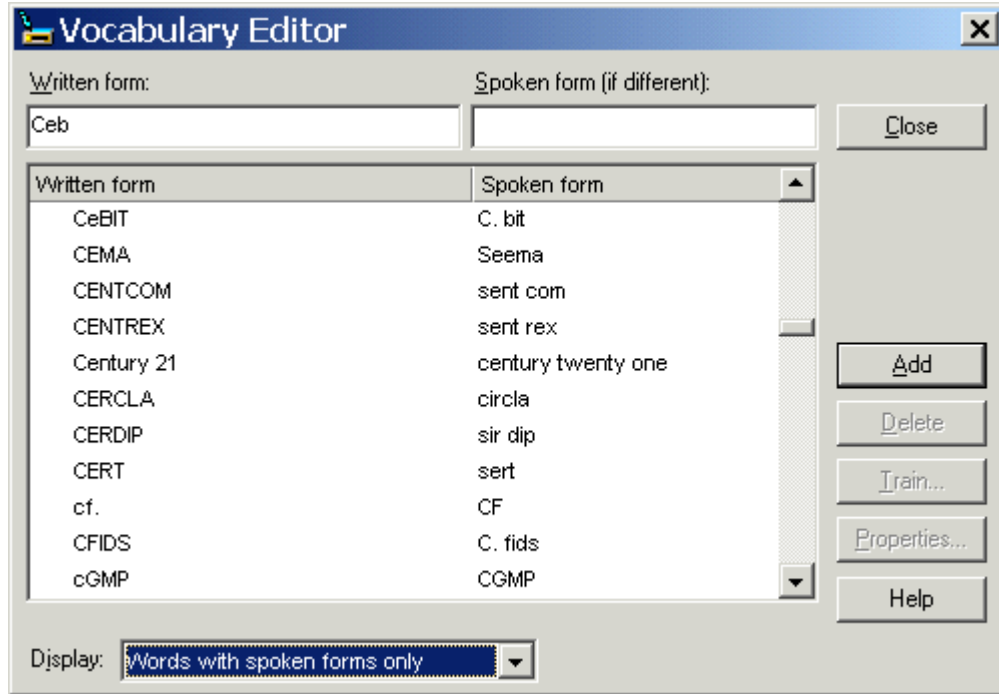 Vocabulary Editor
Written form: Spoken form (if different):
Ceb Close
Written form Spoken form
CeBIT C. bit
CEMA Seema
CENTCOM sent com
CENTREX sent rex
Century 21 century twenty one
Add
CERCLA circla
Delete
CERDIP sir dip
CERT sert
Train...
cf. CF
CFIDS C. fids
Properties...
cGMP CGMP
Help
Display: Words with spoken forms only